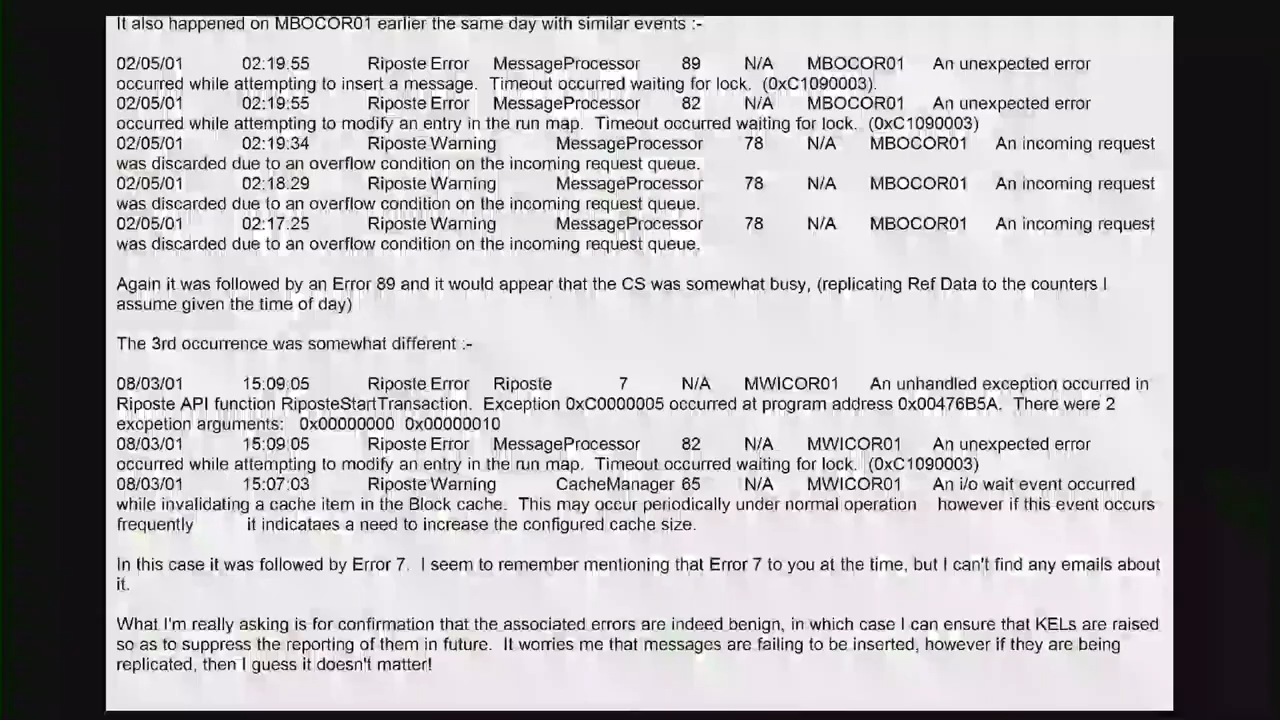 It also happened on MBOCOR01 earlier the same day with similar events :-
02/05/01 02:19:55 Riposte Error MessageProcessor 89 N/A MBOCOR01 An unexpected error
occurred while attempting to insert a message. Timeout occurred waiting for lock. (0xC1090003).
02/05/01 02:19:55 Riposte Error MessageProcessor 82 N/A MBOCOR01 An unexpected error
occurred while attempting to modify an entry in the run map. Timeout occurred waiting for lock. (0xC1090003)
02/05/01 02:19:34 Riposte Warning MessageProcessor 78 N/A MBOCOR01 An incoming request
was discarded due to an overflow condition on the incoming request queue.
02/05/01 02:18:29 Riposte Warning MessageProcessor 78 N/A MBOCOR01 An incoming request
was discarded due to an overflow condition on the incoming request queue.
02/05/01 02:17:25 Riposte Warning MessageProcessor 78 N/A MBOCOR01 An incoming request
was discarded due to an overflow condition on the incoming request queue.
Again it was followed by an Error 89 and it would appear that the CS was somewhat busy, (replicating Ref Data to the counters I
assume given the time of day)
The 3rd occurrence was somewhat different :-
08/03/01 15:09:05 Riposte Error Riposte 7 N/A MWICOR01 An unhandled exception occurred in
Riposte API function RiposteStartTransaction. Exception 0xC0000005 occurred at program address 0x00476B5A. There were 2
excpetion arguments: 0x00000000 0x00000010
08/03/01 15:09:05 Riposte Error MessageProcessor 82 N/A MWICOR01 An unexpected error
occurred while attempting to modify an entry in the run map. Timeout occurred waiting for lock. (0xC1090003)
08/03/01 15:07:03 Riposte Warning CacheManager 65 N/A MWICOR01 An i/o wait event occurred
while invalidating a cache item in the Block cache. This may occur periodically under normal operation however if this event occurs
frequently it indicataes a need to increase the configured cache size.
In this case it was followed by Error 7. I seem to remember mentioning that Error 7 to you at the time, but I can't find any emails about
it.
What I'm really asking is for confirmation that the associated errors are indeed benign, in which case I can ensure that KELs are raised
so as to suppress the reporting of them in future. It worries me that messages are failing to be inserted, however if they are being
replicated, then I guess it doesn't matter!